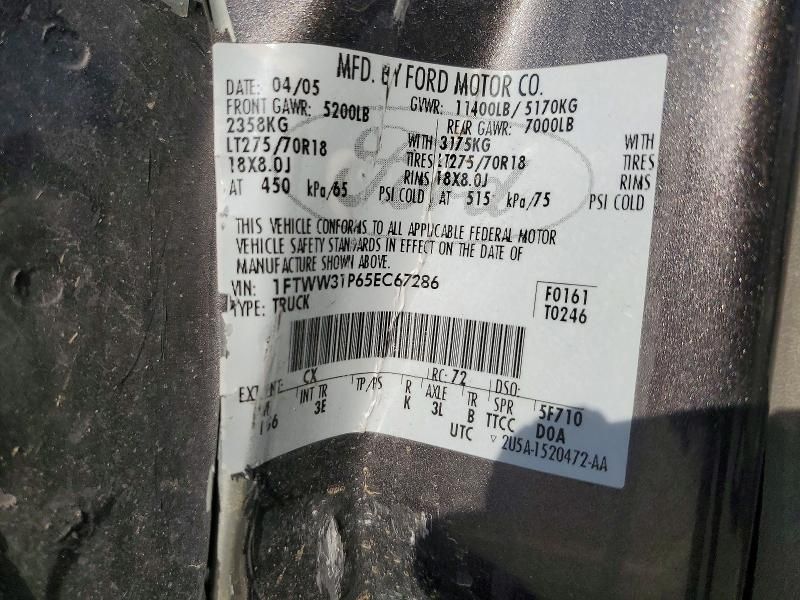 MFD. BY FORD MOTOR CO.
DATE: 04/05 GVWR: 11400LB/ 5170KG
FRONT GAWR: 5200LB REAR GAWR: 7000LB
2358KG WITH 3175KG WITH
LT275/70R18 TIRES LT275/70R18 TIRES
18X8.0J RIMS 18X8.0J RIMS
AT 450 kPa/65 PSI COLD AT 515 kPa/75 PSI COLD
Ford
THIS VEHICLE CONFORMS TO ALL APPLICABLE FEDERAL MOTOR
VEHICLE SAFETY STANDARDS IN EFFECT ON THE DATE OF
MANUFACTURE SHOWN ABOVE.
VIN: 1FTWW31P65EC67286 F0161
TYPE: TRUCK T0246
CX RC: 72 DSO:
INT TR TP/PS R AXLE TR SPR 5F710
3E K 3L B TTCC DOA
UTC ▽ 2U5A-1520472-AA